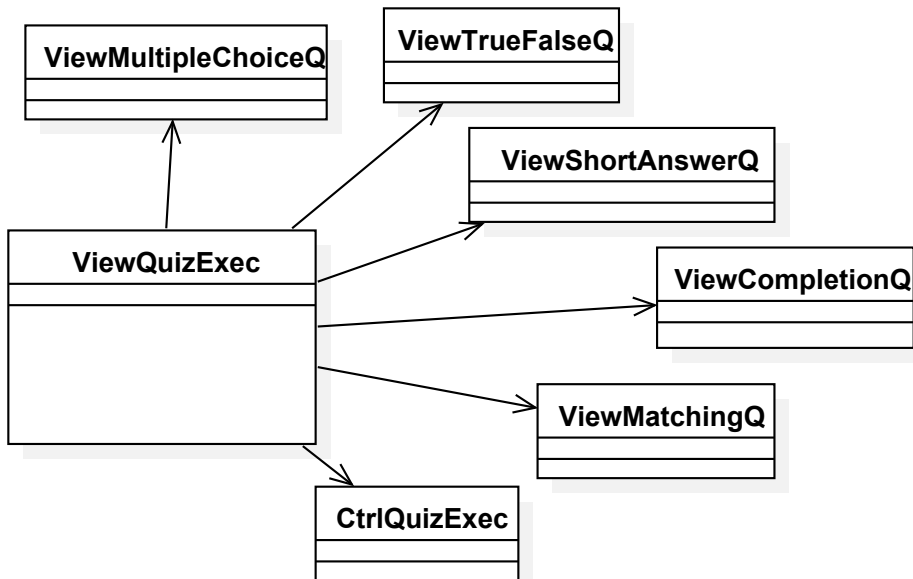 ViewMultipleChoiceQ
ViewTrueFalseQ
ViewShortAnswerQ
ViewQuizExec
ViewCompletionQ
ViewMatchingQ
CtrlQuizExec